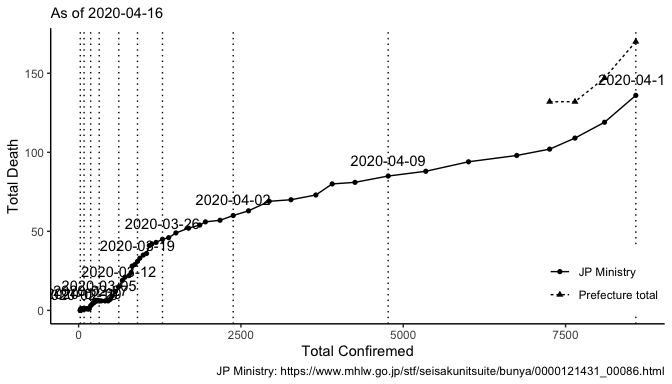 As of 2020-04-16
Total Death
150
100
50
0
2020-04-1
2020-04-09
2020-04-02
2020-03-26
2020-03-19
2020-03-12
JP Ministry
Prefecture total
0
2500
5000
7500
Total Confiremed
JP Ministry: https://www.mhlw.go.jp/stf/seisakunitsuite/bunya/0000121431_00086.html